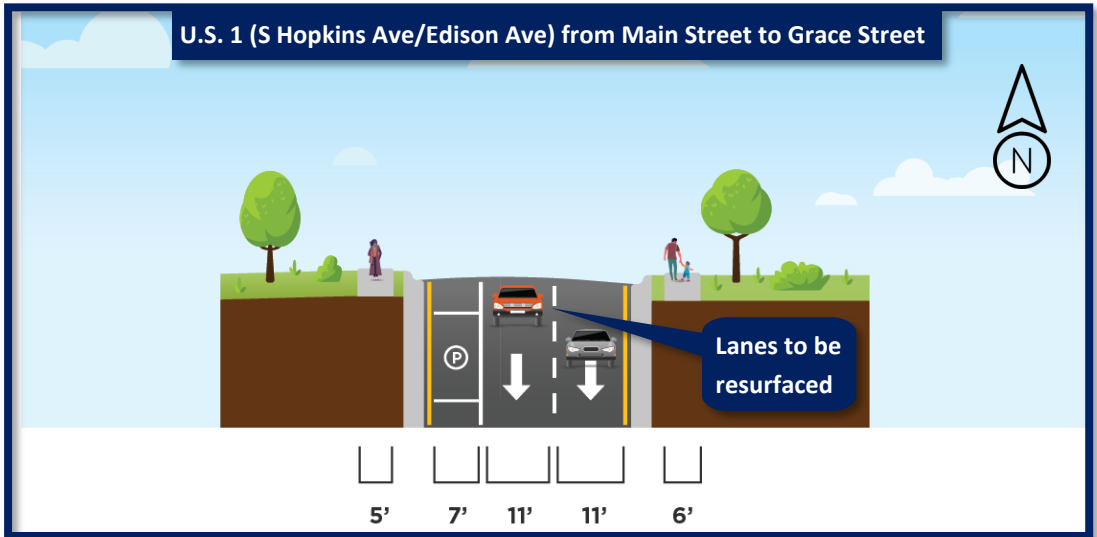 U.S. 1 (S Hopkins Ave/Edison Ave) from Main Street to Grace Street
N
P
Lanes to be
resurfaced
5’ 7’ 11’ 11’ 6’